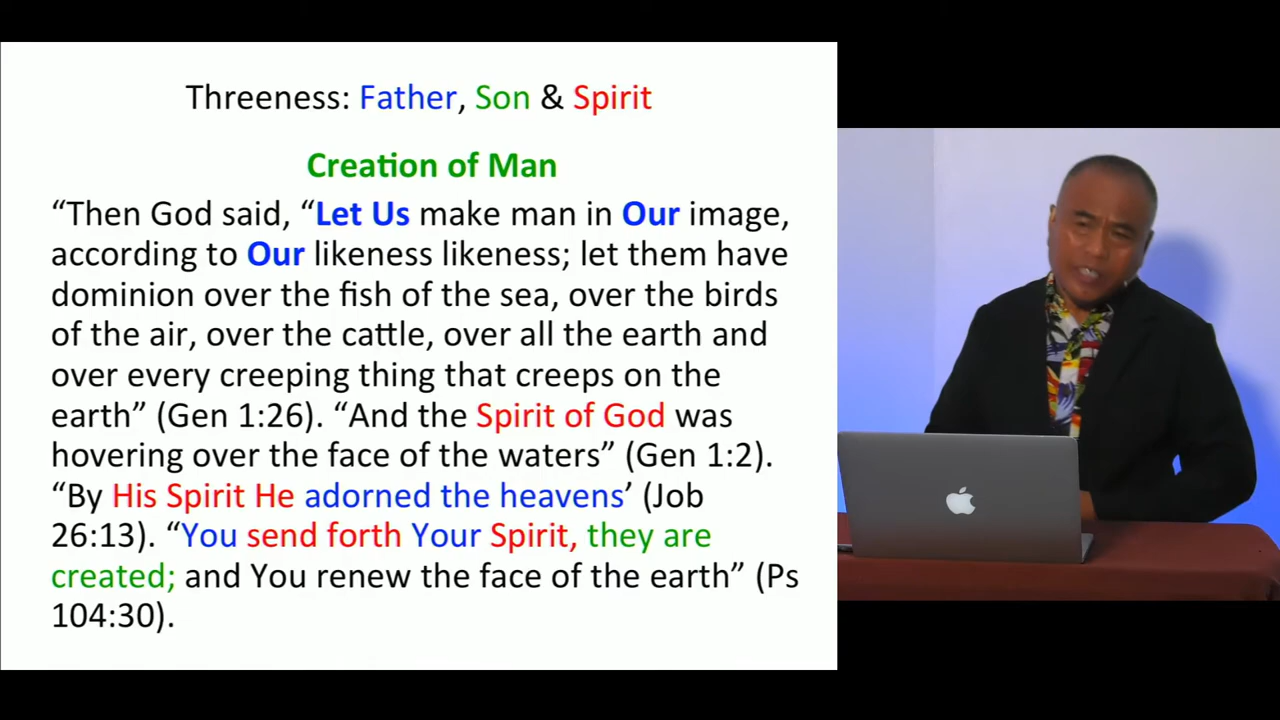 Threeness: Father, Son & Spirit
Creation of Man
“Then God said, “Let Us make man in Our image,
according to Our likeness likeness; let them have
dominion over the fish of the sea, over the birds
of the air, over the cattle, over all the earth and
over every creeping thing that creeps on the
earth” (Gen 1:26). “And the Spirit of God was
hovering over the face of the waters” (Gen 1:2).
“By His Spirit He adorned the heavens’ (Job
26:13). “You send forth Your Spirit, they are
created; and You renew the face of the earth” (Ps
104:30).